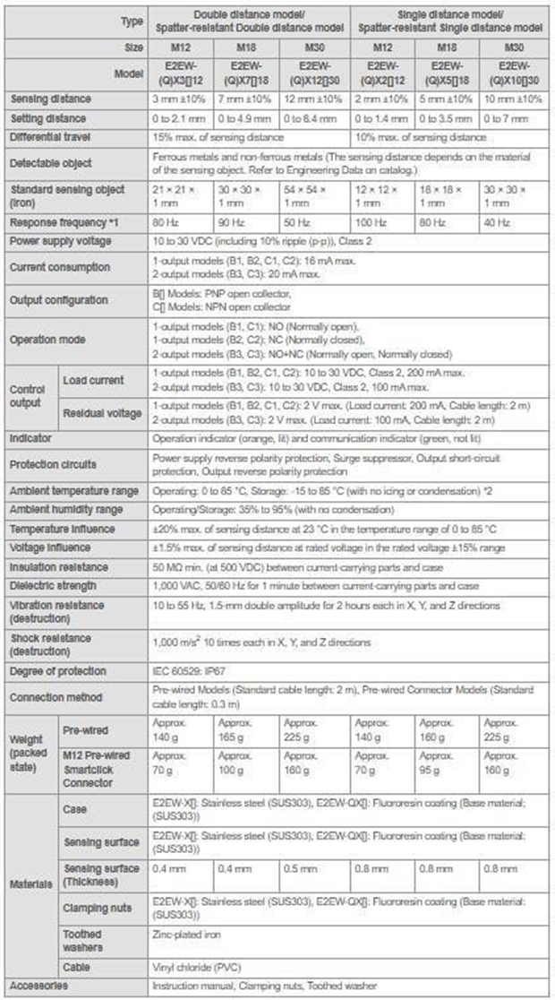 Type
Double distance model/
Spatter-resistant Double distance model
Single distance model/
Spatter-resistant Single distance model
Size M12 M18 M30 M12 M18 M30
Model
E2EW- E2EW- E2EW- E2EW- E2EW- E2EW-
(Q)X3[]12 (Q)X7[]18 (Q)X12[]30 (Q)X2[]12 (Q)X5[]18 (Q)X10[]30
Sensing distance 3 mm ±10% 7 mm ±10% 12 mm ±10% 2 mm ±10% 5 mm ±10% 10 mm ±10%
Setting distance 0 to 2.1 mm 0 to 4.9 mm 0 to 8.4 mm 0 to 1.4 mm 0 to 3.5 mm 0 to 7 mm
Differential travel 15% max. of sensing distance 10% max. of sensing distance
Detectable object
Ferrous metals and non-ferrous metals (The sensing distance depends on the material
of the sensing object. Refer to Engineering Data on catalog.)
Standard sensing object
(Iron)
21 × 21 × 30 × 30 × 54 × 54 × 12 × 12 × 18 × 18 × 30 × 30 ×
1 mm 1 mm 1 mm 1 mm 1 mm 1 mm
Response frequency *1 80 Hz 90 Hz 50 Hz 100 Hz 80 Hz 40 Hz
Power supply voltage 10 to 30 VDC (including 10% ripple (p-p)), Class 2
Current consumption
1-output models (B1, B2, C1, C2): 16 mA max.
2-output models (B3, C3): 20 mA max.
Output configuration
B[] Models: PNP open collector,
C[] Models: NPN open collector
Operation mode
1-output models (B1, C1): NO (Normally open),
1-output models (B2, C2): NC (Normally closed),
2-output models (B3, C3): NO+NC (Normally open, Normally closed)
Control
output
Load current
1-output models (B1, B2, C1, C2): 10 to 30 VDC, Class 2, 200 mA max.
2-output models (B3, C3): 10 to 30 VDC, Class 2, 100 mA max.
Residual voltage
1-output models (B1, B2, C1, C2): 2 V max. (Load current: 200 mA, Cable length: 2 m)
2-output models (B3, C3): 2 V max. (Load current: 100 mA, Cable length: 2 m)
Indicator Operation indicator (orange, lit) and communication indicator (green, not lit)
Protection circuits
Power supply reverse polarity protection, Surge suppressor, Output short-circuit
protection, Output reverse polarity protection
Ambient temperature range Operating: 0 to 85 °C, Storage: -15 to 85 °C (with no icing or condensation) *2
Ambient humidity range Operating/Storage: 35% to 95% (with no condensation)
Temperature Influence ±20% max. of sensing distance at 23 °C in the temperature range of 0 to 85 °C
Voltage Influence ±1.5% max. of sensing distance at rated voltage in the rated voltage ±15% range
Insulation resistance 50 MΩ min. (at 500 VDC) between current-carrying parts and case
Dielectric strength 1,000 VAC, 50/60 Hz for 1 minute between current-carrying parts and case
Vibration resistance
(destruction)
10 to 55 Hz, 1.5-mm double amplitude for 2 hours each in X, Y, and Z directions
Shock resistance
(destruction)
1,000 m/s² 10 times each in X, Y, and Z directions
Degree of protection IEC 60529: IP67
Connection method
Pre-wired Models (Standard cable length: 2 m), Pre-wired Connector Models (Standard
cable length: 0.3 m)
Weight
(packed
state)
Pre-wired
Approx. Approx. Approx. Approx. Approx. Approx.
140 g 165 g 225 g 140 g 160 g 225 g
M12 Pre-wired
Smartclick
Connector
Approx. Approx. Approx. Approx. Approx. Approx.
70 g 100 g 160 g 70 g 95 g 160 g
Materials
Case
E2EW-X[]: Stainless steel (SUS303), E2EW-QX[]: Fluororesin coating (Base material:
(SUS303))
Sensing surface
E2EW-X[]: Stainless steel (SUS303), E2EW-QX[]: Fluororesin coating (Base material:
(SUS303))
Sensing surface
(Thickness)
0.4 mm 0.4 mm 0.5 mm 0.8 mm 0.8 mm 0.8 mm
Clamping nuts
E2EW-X[]: Stainless steel (SUS303), E2EW-QX[]: Fluororesin coating (Base material:
(SUS303))
Toothed
washers
Zinc-plated iron
Cable Vinyl chloride (PVC)
Accessories Instruction manual, Clamping nuts, Toothed washer